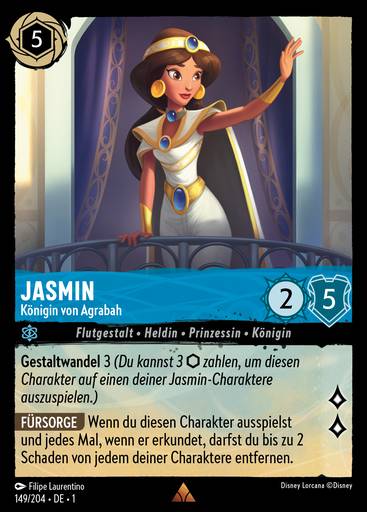 5
JASMIN
Königin von Agrabah
2
5
Flutgestalt • Heldin • Prinzessin • Königin
Gestaltwandel 3 (Du kannst 3 ⬡ zahlen, um diesen
Charakter auf einen deiner Jasmin-Charaktere
auszuspielen.)
FÜRSORGE Wenn du diesen Charakter ausspielst
und jedes Mal, wenn er erkundet, darfst du bis zu 2
Schaden von jedem deiner Charaktere entfernen.
Filipe Laurentino
149/204 • DE • 1
Disney Lorcana ©Disney